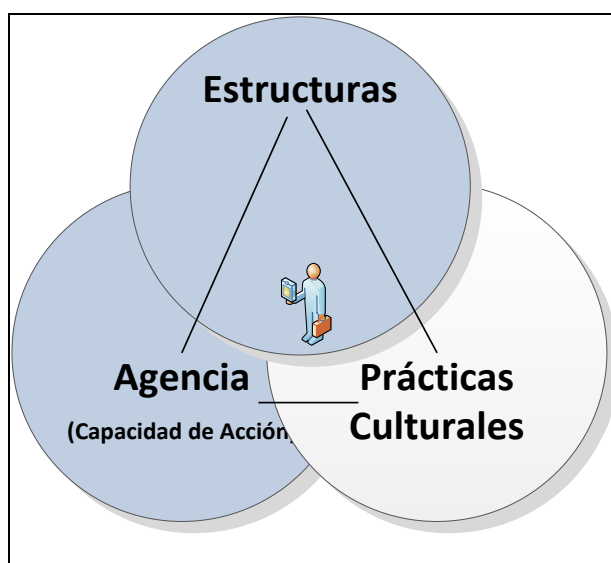 Estructuras
Agencia
(Capacidad de Acción)
Prácticas
Culturales